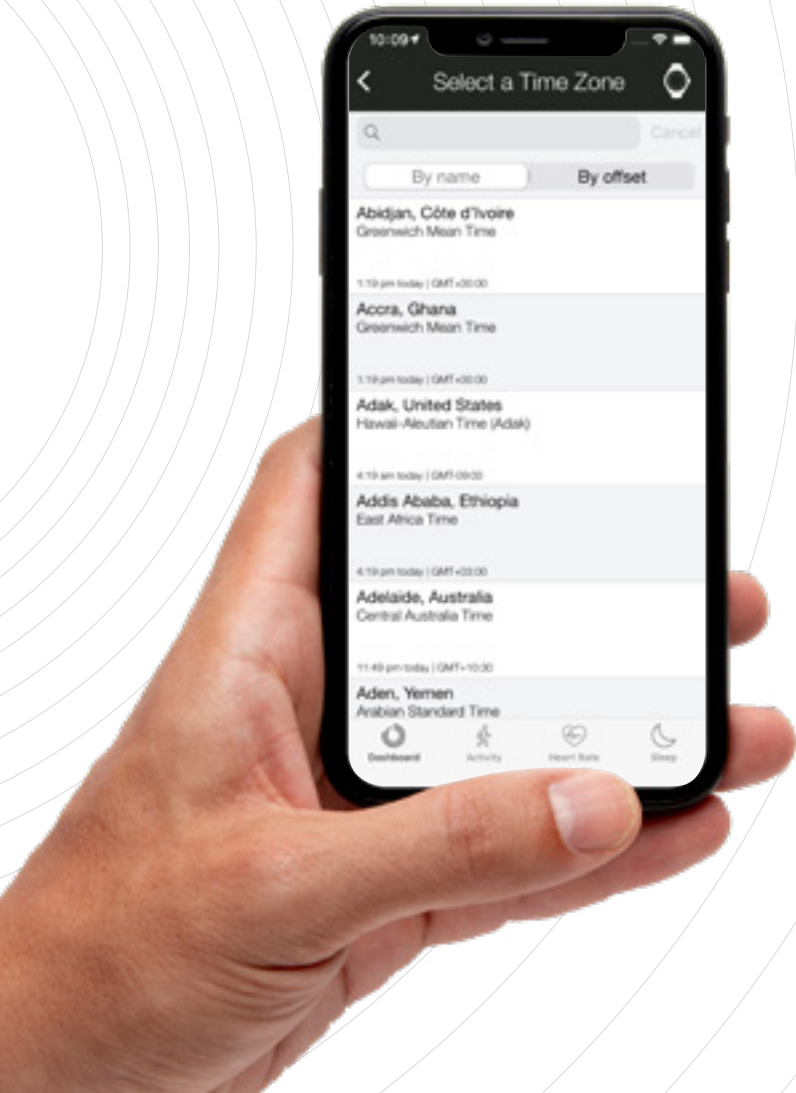 10:09
Select a Time Zone
Cancel
By name
By offset
Abidjan, Côte d'Ivoire
Greenwich Mean Time
1:19 pm today | GMT+00:00
Accra, Ghana
Greenwich Mean Time
1:19 pm today | GMT+00:00
Adak, United States
Hawaii-Aleutian Time (Adak)
4:19 am today | GMT-09:00
Addis Ababa, Ethiopia
East Africa Time
4:19 pm today | GMT+03:00
Adelaide, Australia
Central Australia Time
11:49 pm today | GMT+10:30
Aden, Yemen
Arabian Standard Time
Dashboard
Activity
Heart Rate
Sleep